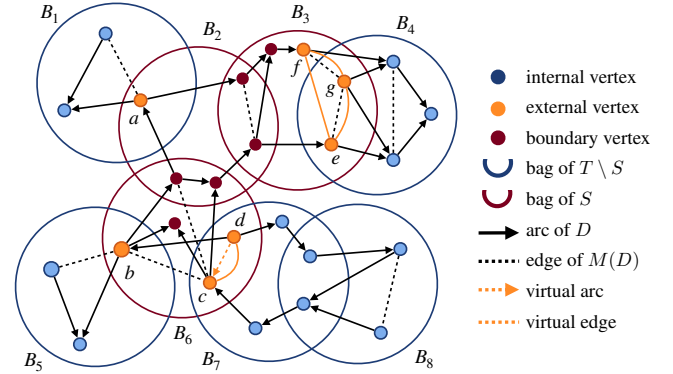 B1
B2
B3
B4
f
g
a
e
d
b
c
B5
B6
B7
B8
internal vertex
external vertex
boundary vertex
bag of T \ S
bag of S
arc of D
edge of M(D)
virtual arc
virtual edge